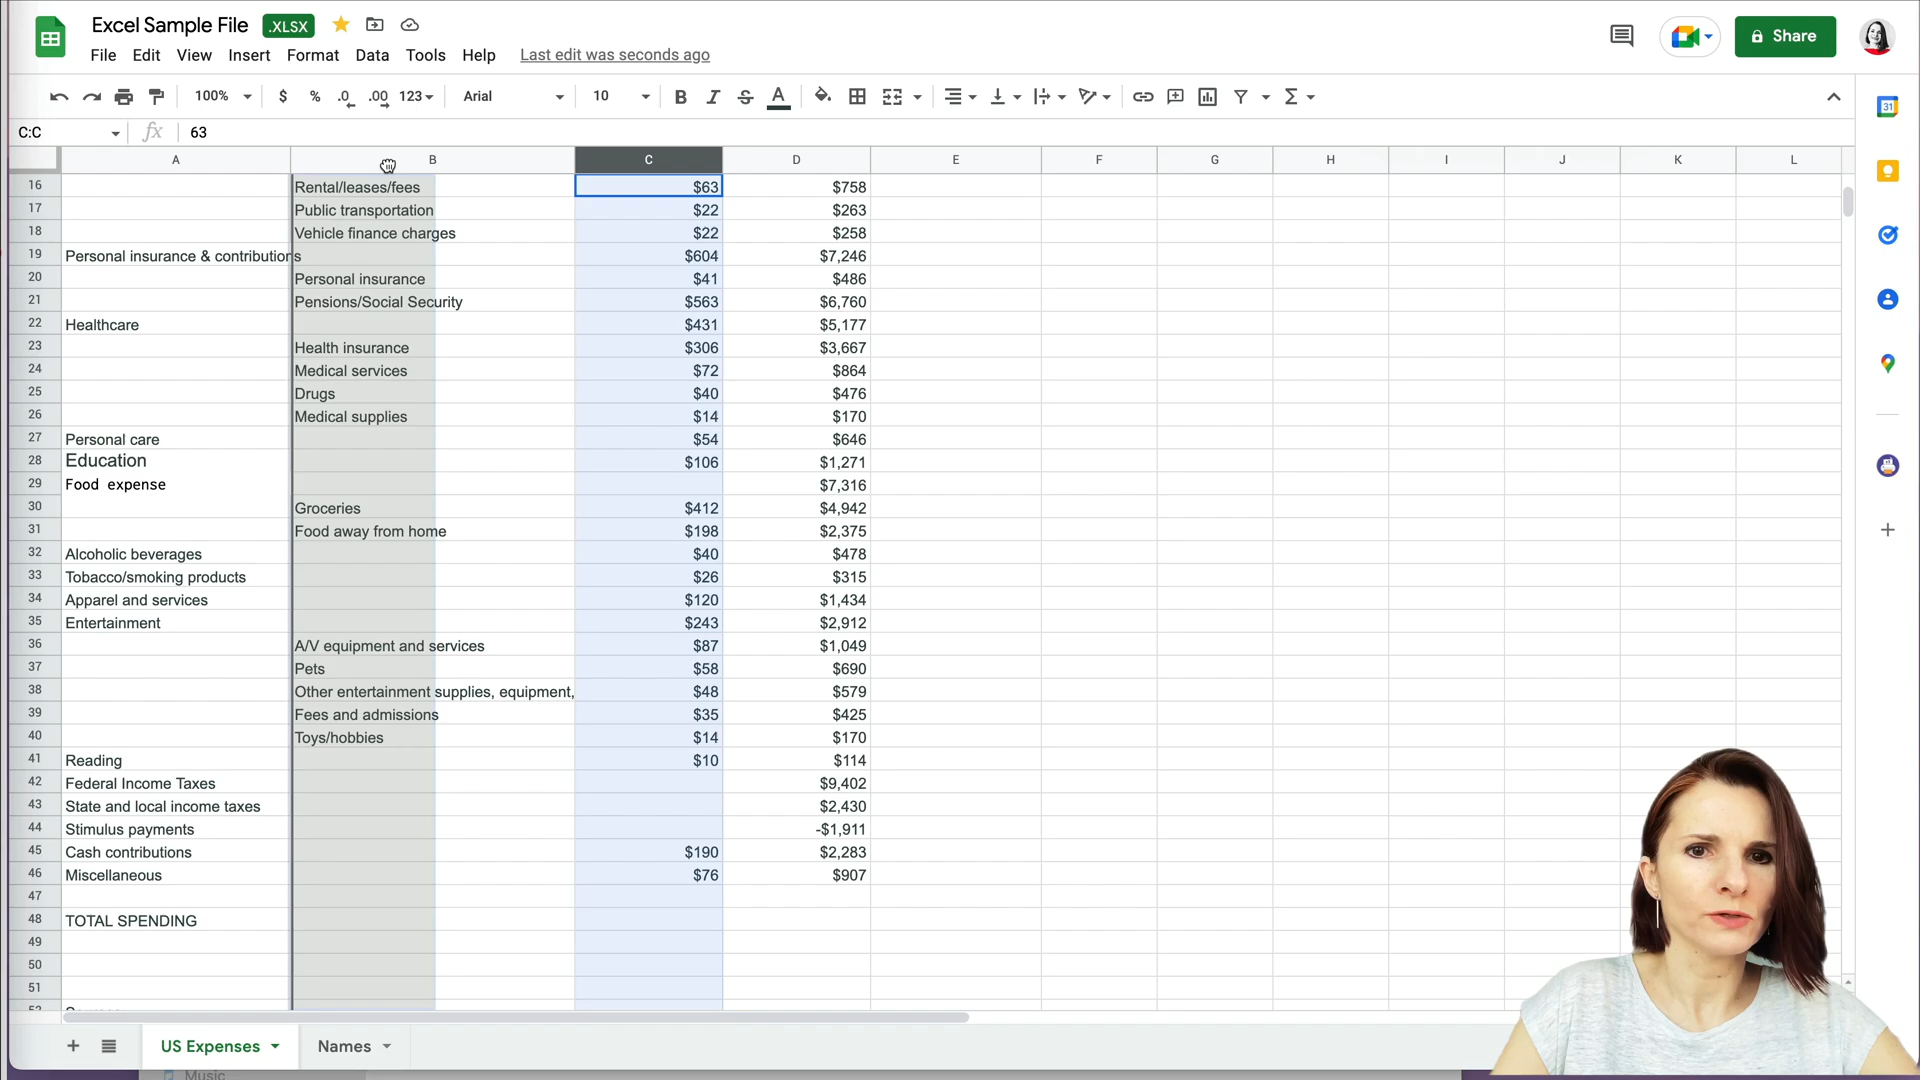 Excel Sample File .XLSX
File Edit View Insert Format Data Tools Help Last edit was seconds ago
Share
100% $ % .0 .00 123 Arial 10 B I S A Σ
C:C fx 63
31
A B C D E F G H I J K L
16 Rental/leases/fees $63 $758
17 Public transportation $22 $263
18 Vehicle finance charges $22 $258
19 Personal insurance & contributions $604 $7,246
20 Personal insurance $41 $486
21 Pensions/Social Security $563 $6,760
22 Healthcare $431 $5,177
23 Health insurance $306 $3,667
24 Medical services $72 $864
25 Drugs $40 $476
26 Medical supplies $14 $170
27 Personal care $54 $646
28 Education $106 $1,271
29 Food expense $7,316
30 Groceries $412 $4,942
31 Food away from home $198 $2,375
32 Alcoholic beverages $40 $478
33 Tobacco/smoking products $26 $315
34 Apparel and services $120 $1,434
35 Entertainment $243 $2,912
36 A/V equipment and services $87 $1,049
37 Pets $58 $690
38 Other entertainment supplies, equipment, $48 $579
39 Fees and admissions $35 $425
40 Toys/hobbies $14 $170
41 Reading $10 $114
42 Federal Income Taxes $9,402
43 State and local income taxes $2,430
44 Stimulus payments -$1,911
45 Cash contributions $190 $2,283
46 Miscellaneous $76 $907
47
48 TOTAL SPENDING
49
50
51
US Expenses Names
Music